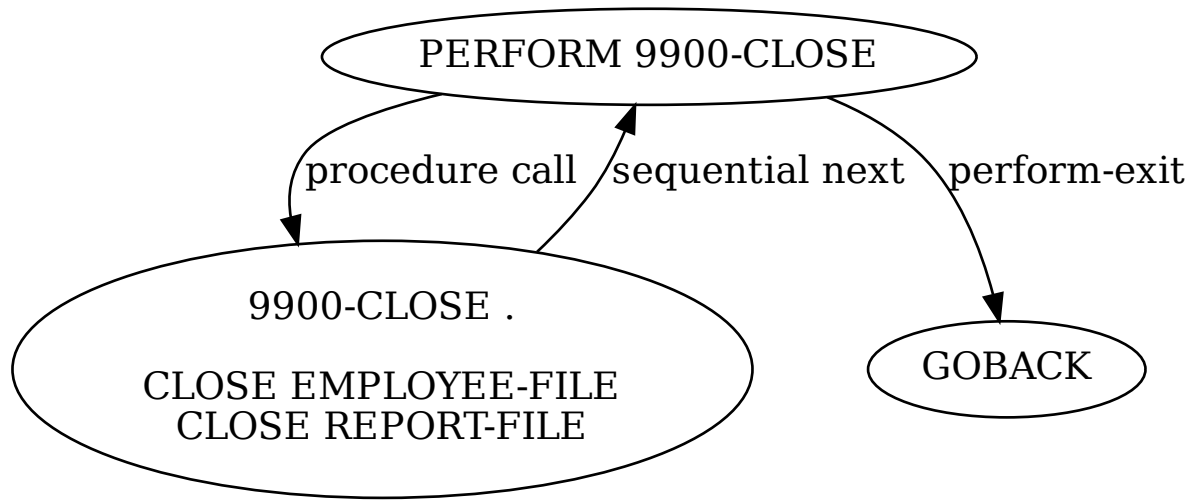 PERFORM 9900-CLOSE
procedure call
sequential next
perform-exit
9900-CLOSE .
CLOSE EMPLOYEE-FILE
CLOSE REPORT-FILE
GOBACK